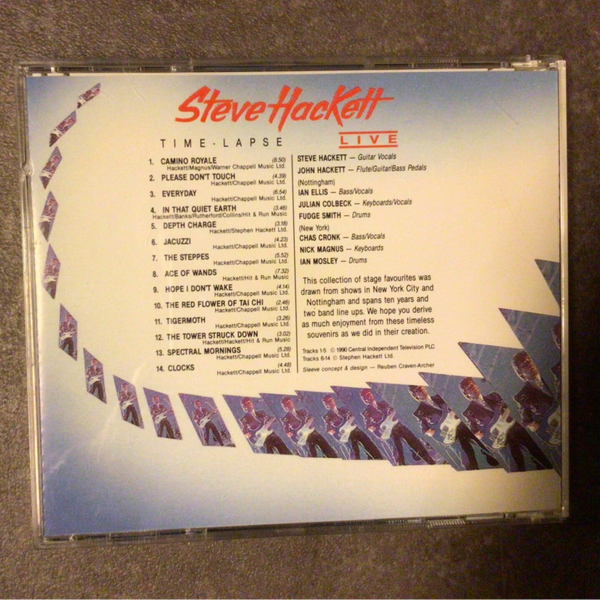 Steve Hackett
TIME - LAPSE
LIVE
1. CAMINO ROYALE (8.50)
Hackett/Magnus/Warner Chappell Music Ltd.
2. PLEASE DON'T TOUCH (4.39)
Hackett/Chappell Music Ltd.
3. EVERYDAY (6.54)
Hackett/Chappell Music Ltd.
4. IN THAT QUIET EARTH (3.46)
Hackett/Banks/Rutherford/Collins/Hit & Run Music
5. DEPTH CHARGE (3.18)
Hackett/Stephen Hackett Ltd.
6. JACUZZI (4.23)
Hackett/Chappell Music Ltd.
7. THE STEPPES (5.52)
Hackett/Chappell Music Ltd.
8. ACE OF WANDS (7.32)
Hackett/Hit & Run Music
9. HOPE I DON'T WAKE (4.14)
Hackett/Chappell Music Ltd.
10. THE RED FLOWER OF TAI CHI (2.46)
Hackett/Chappell Music Ltd.
11. TIGERMOTH (3.26)
Hackett/Chappell Music Ltd.
12. THE TOWER STRUCK DOWN (3.02)
Hackett/Hackett/Hit & Run Music
13. SPECTRAL MORNINGS (5.28)
Hackett/Chappell Music Ltd.
14. CLOCKS (4.48)
Hackett/Chappell Music Ltd.
STEVE HACKETT — Guitar Vocals
JOHN HACKETT — Flute/Guitar/Bass Pedals
(Nottingham)
IAN ELLIS — Bass/Vocals
JULIAN COLBECK — Keyboards/Vocals
FUDGE SMITH — Drums
(New York)
CHAS CRONK — Bass/Vocals
NICK MAGNUS — Keyboards
IAN MOSLEY — Drums
This collection of stage favourites was
drawn from shows in New York City and
Nottingham and spans ten years and
two band line ups. We hope you derive
as much enjoyment from these timeless
souvenirs as we did in their creation.
Tracks 1-5 © 1990 Central Independent Television PLC
Tracks 6-14 © Stephen Hackett Ltd.
Sleeve concept & design — Reuben Craven-Archer